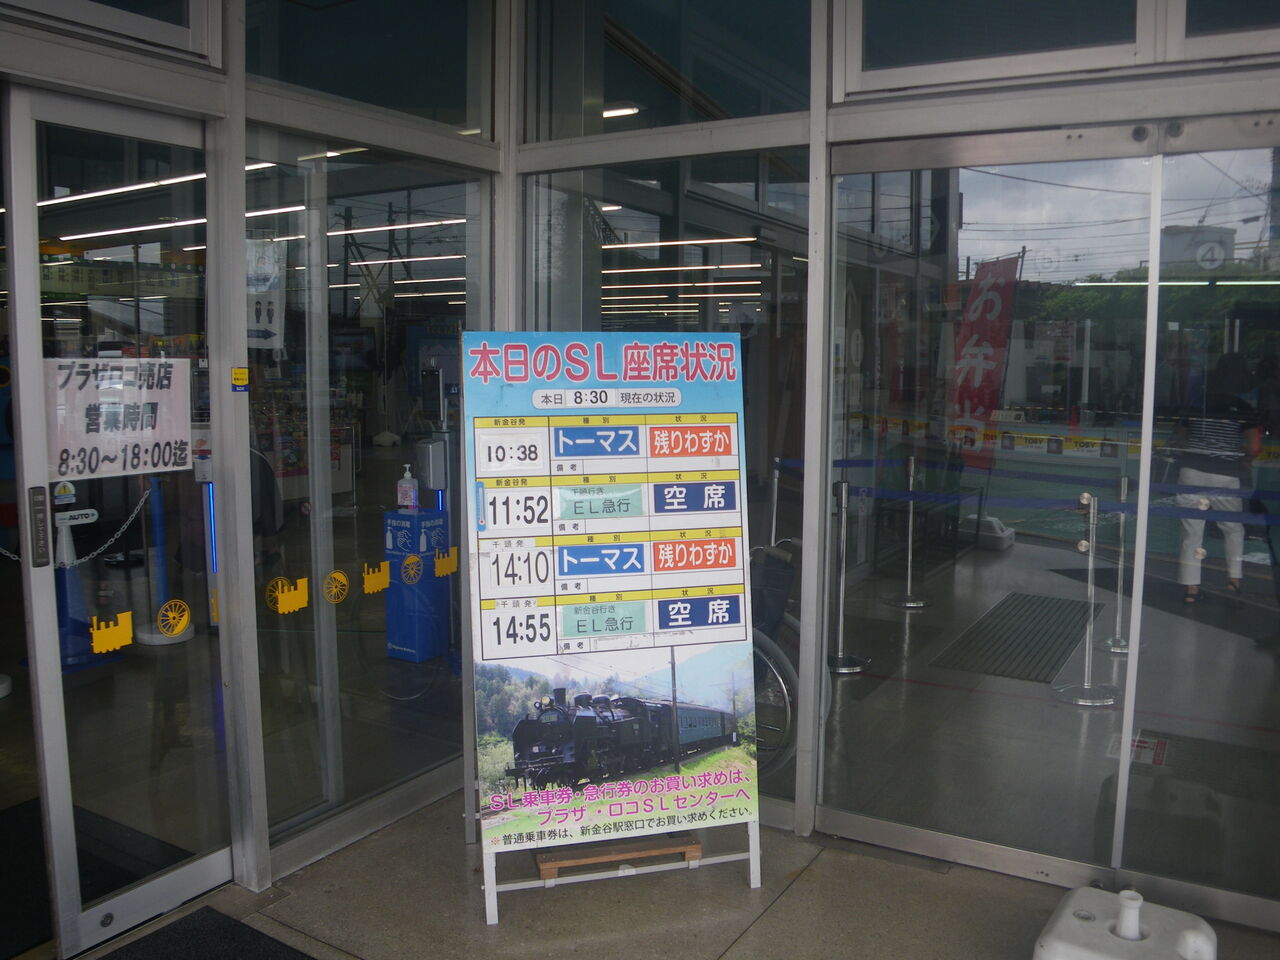 プラザロコ売店
営業時間
8:30〜18:00迄
AUTO
本日のSL座席状況
本日 8:30 現在の状況
新金谷発 種別 状況
10:38 トーマス 残りわずか
備考
新金谷発 種別 状況
11:52 千頭行き EL急行 空席
備考
千頭発 種別 状況
14:10 トーマス 残りわずか
備考
千頭発 種別 状況
14:55 新金谷行き EL急行 空席
備考
SL乗車券・急行券のお買い求めは、
プラザ・ロコSLセンターへ
※普通乗車券は、新金谷駅窓口でお買い求めください。
お弁当
TOBY
4